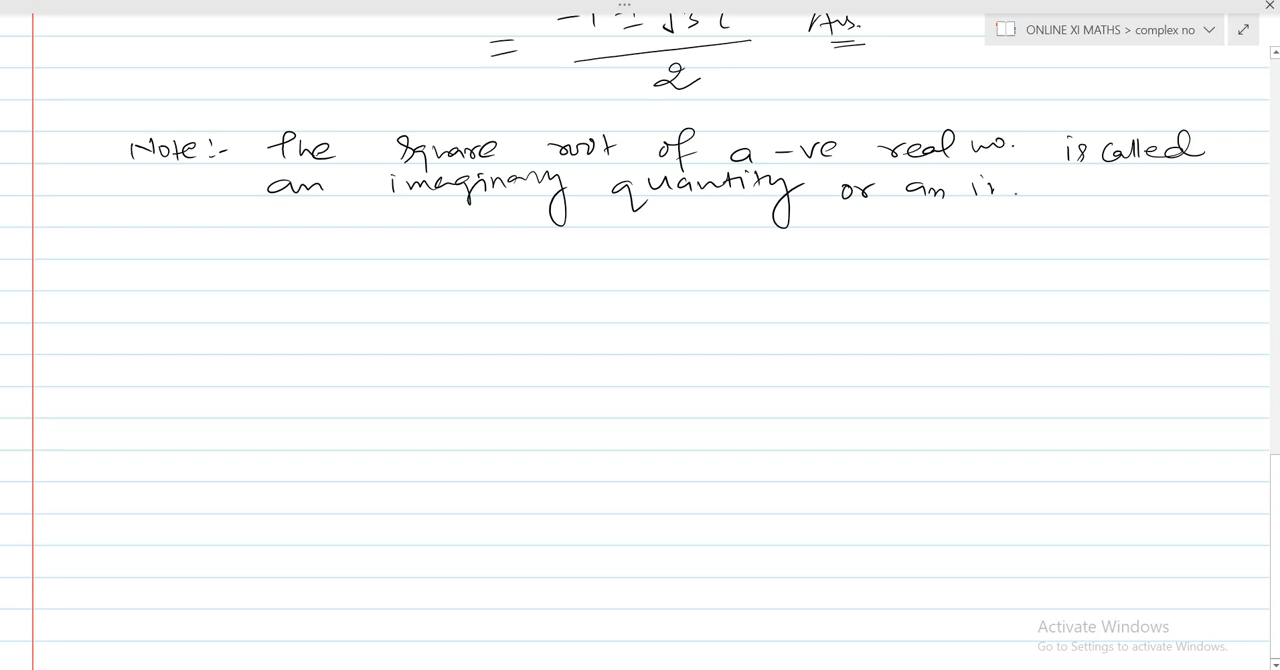 ONLINE XI MATHS > complex no
= (-1 ± √3 i)/2 Ans.
Note:- The square root of a -ve real no. is called
an imaginary quantity or an
Activate Windows
Go to Settings to activate Windows.